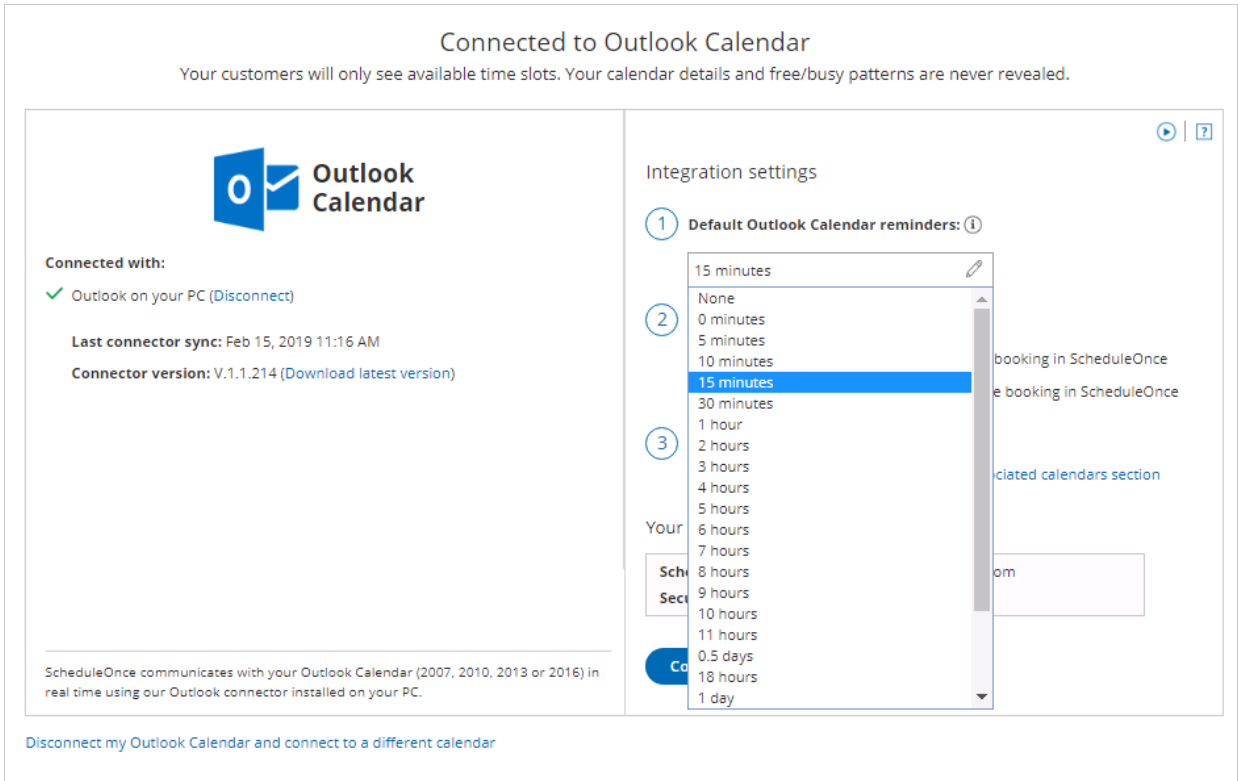 Connected to Outlook Calendar
Your customers will only see available time slots. Your calendar details and free/busy patterns are never revealed.
Outlook
Calendar
Connected with:
Outlook on your PC (Disconnect)
Last connector sync: Feb 15, 2019 11:16 AM
Connector version: V.1.1.214 (Download latest version)
ScheduleOnce communicates with your Outlook Calendar (2007, 2010, 2013 or 2016) in
real time using our Outlook connector installed on your PC.
Integration settings
1 Default Outlook Calendar reminders:
15 minutes
None
0 minutes
5 minutes
10 minutes
15 minutes
30 minutes
1 hour
2 hours
3 hours
4 hours
5 hours
6 hours
7 hours
8 hours
9 hours
10 hours
11 hours
0.5 days
18 hours
1 day
2
booking in ScheduleOnce
e booking in ScheduleOnce
3
calendars section
Your
Disconnect my Outlook Calendar and connect to a different calendar